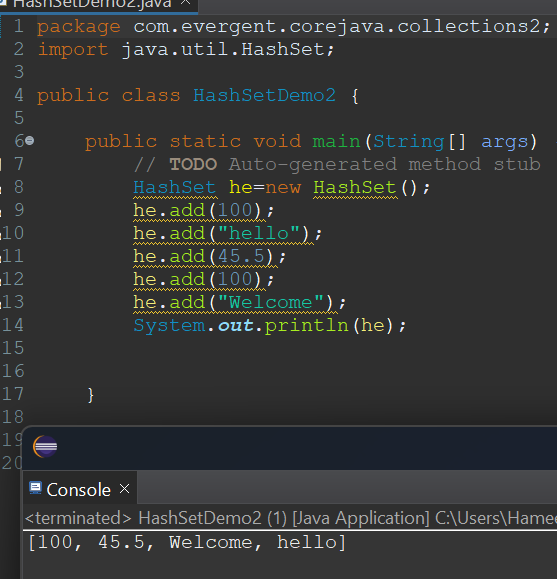 HashSetDemo2.java ×
1 package com.evergent.corejava.collections2;
2 import java.util.HashSet;
3
4 public class HashSetDemo2 {
5
6 public static void main(String[] args)
7 // TODO Auto-generated method stub
8 HashSet he=new HashSet();
9 he.add(100);
10 he.add("hello");
11 he.add(45.5);
12 he.add(100);
13 he.add("Welcome");
14 System.out.println(he);
15
16
17 }
18
19
20
Console ×
<terminated> HashSetDemo2 (1) [Java Application] C:\Users\Hamee
[100, 45.5, Welcome, hello]